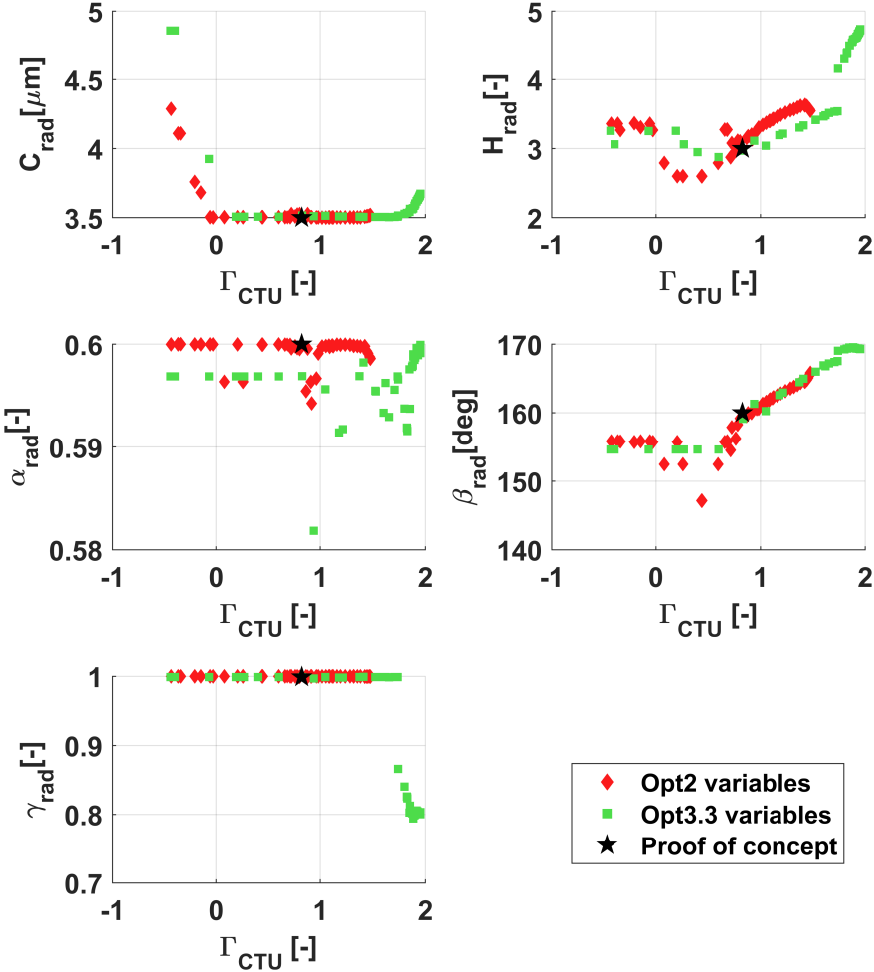 5
4.5
4
3.5
C_rad[μm]
-1 0 1 2
Γ_CTU [-]
5
4
3
2
H_rad[-]
-1 0 1 2
Γ_CTU [-]
0.6
0.59
0.58
α_rad[-]
-1 0 1 2
Γ_CTU [-]
170
160
150
140
β_rad[deg]
-1 0 1 2
Γ_CTU [-]
1
0.9
0.8
0.7
γ_rad[-]
-1 0 1 2
Γ_CTU [-]
Opt2 variables
Opt3.3 variables
Proof of concept